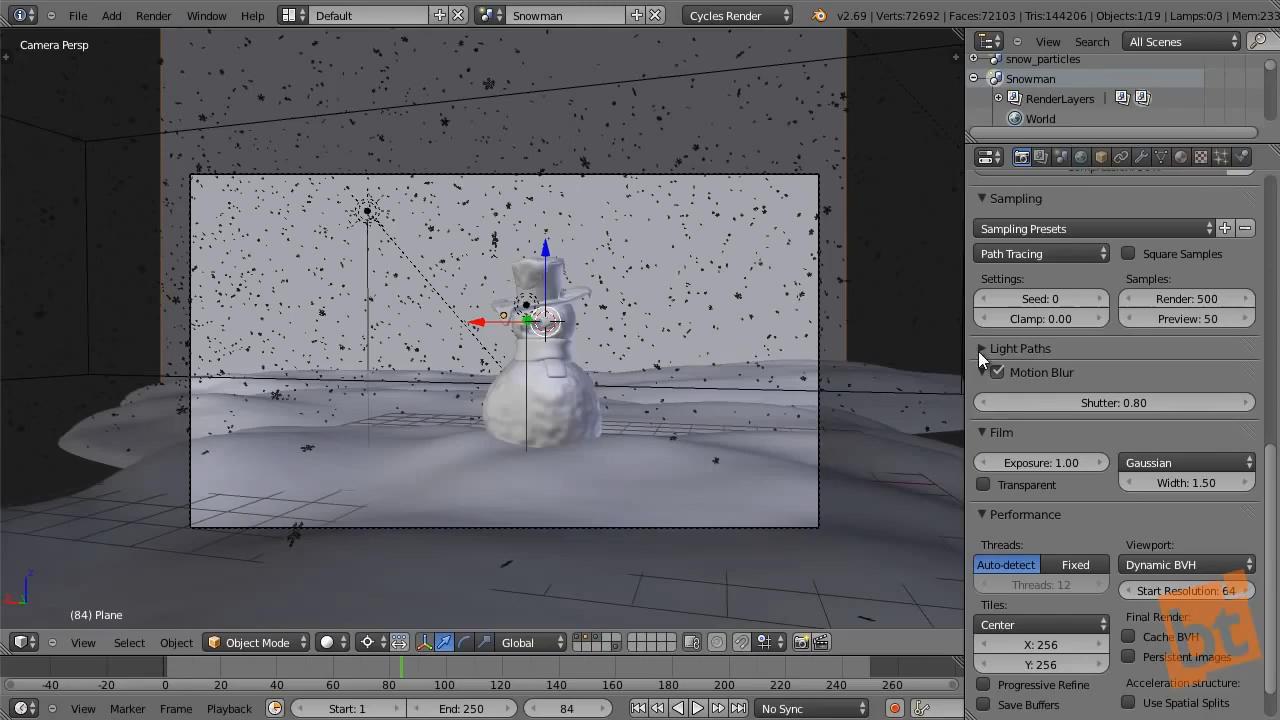 File Add Render Window Help Default Snowman Cycles Render v2.69 | Verts:72692 | Faces:72103 | Tris:144206 | Objects:1/19 | Lamps:0/3 | Mem:233
Camera Persp
View Search All Scenes
snow_particles
Snowman
RenderLayers |
World
Sampling
Sampling Presets
Path Tracing Square Samples
Settings: Samples:
Seed: 0 Render: 500
Clamp: 0.00 Preview: 50
Light Paths
Motion Blur
Shutter: 0.80
Film
Exposure: 1.00 Gaussian
Transparent Width: 1.50
Performance
Threads: Viewport:
Auto-detect Fixed Dynamic BVH
Threads: 12 Start Resolution: 64
Tiles: Final Render:
Center Cache BVH
X: 256 Persistent Images
Y: 256
Progressive Refine Acceleration structure:
Save Buffers Use Spatial Splits
bt
z
(84) Plane
View Select Object Object Mode Global
-40 -20 0 20 40 60 80 100 120 140 160 180 200 220 240 260
View Marker Frame Playback Start: 1 End: 250 84 No Sync